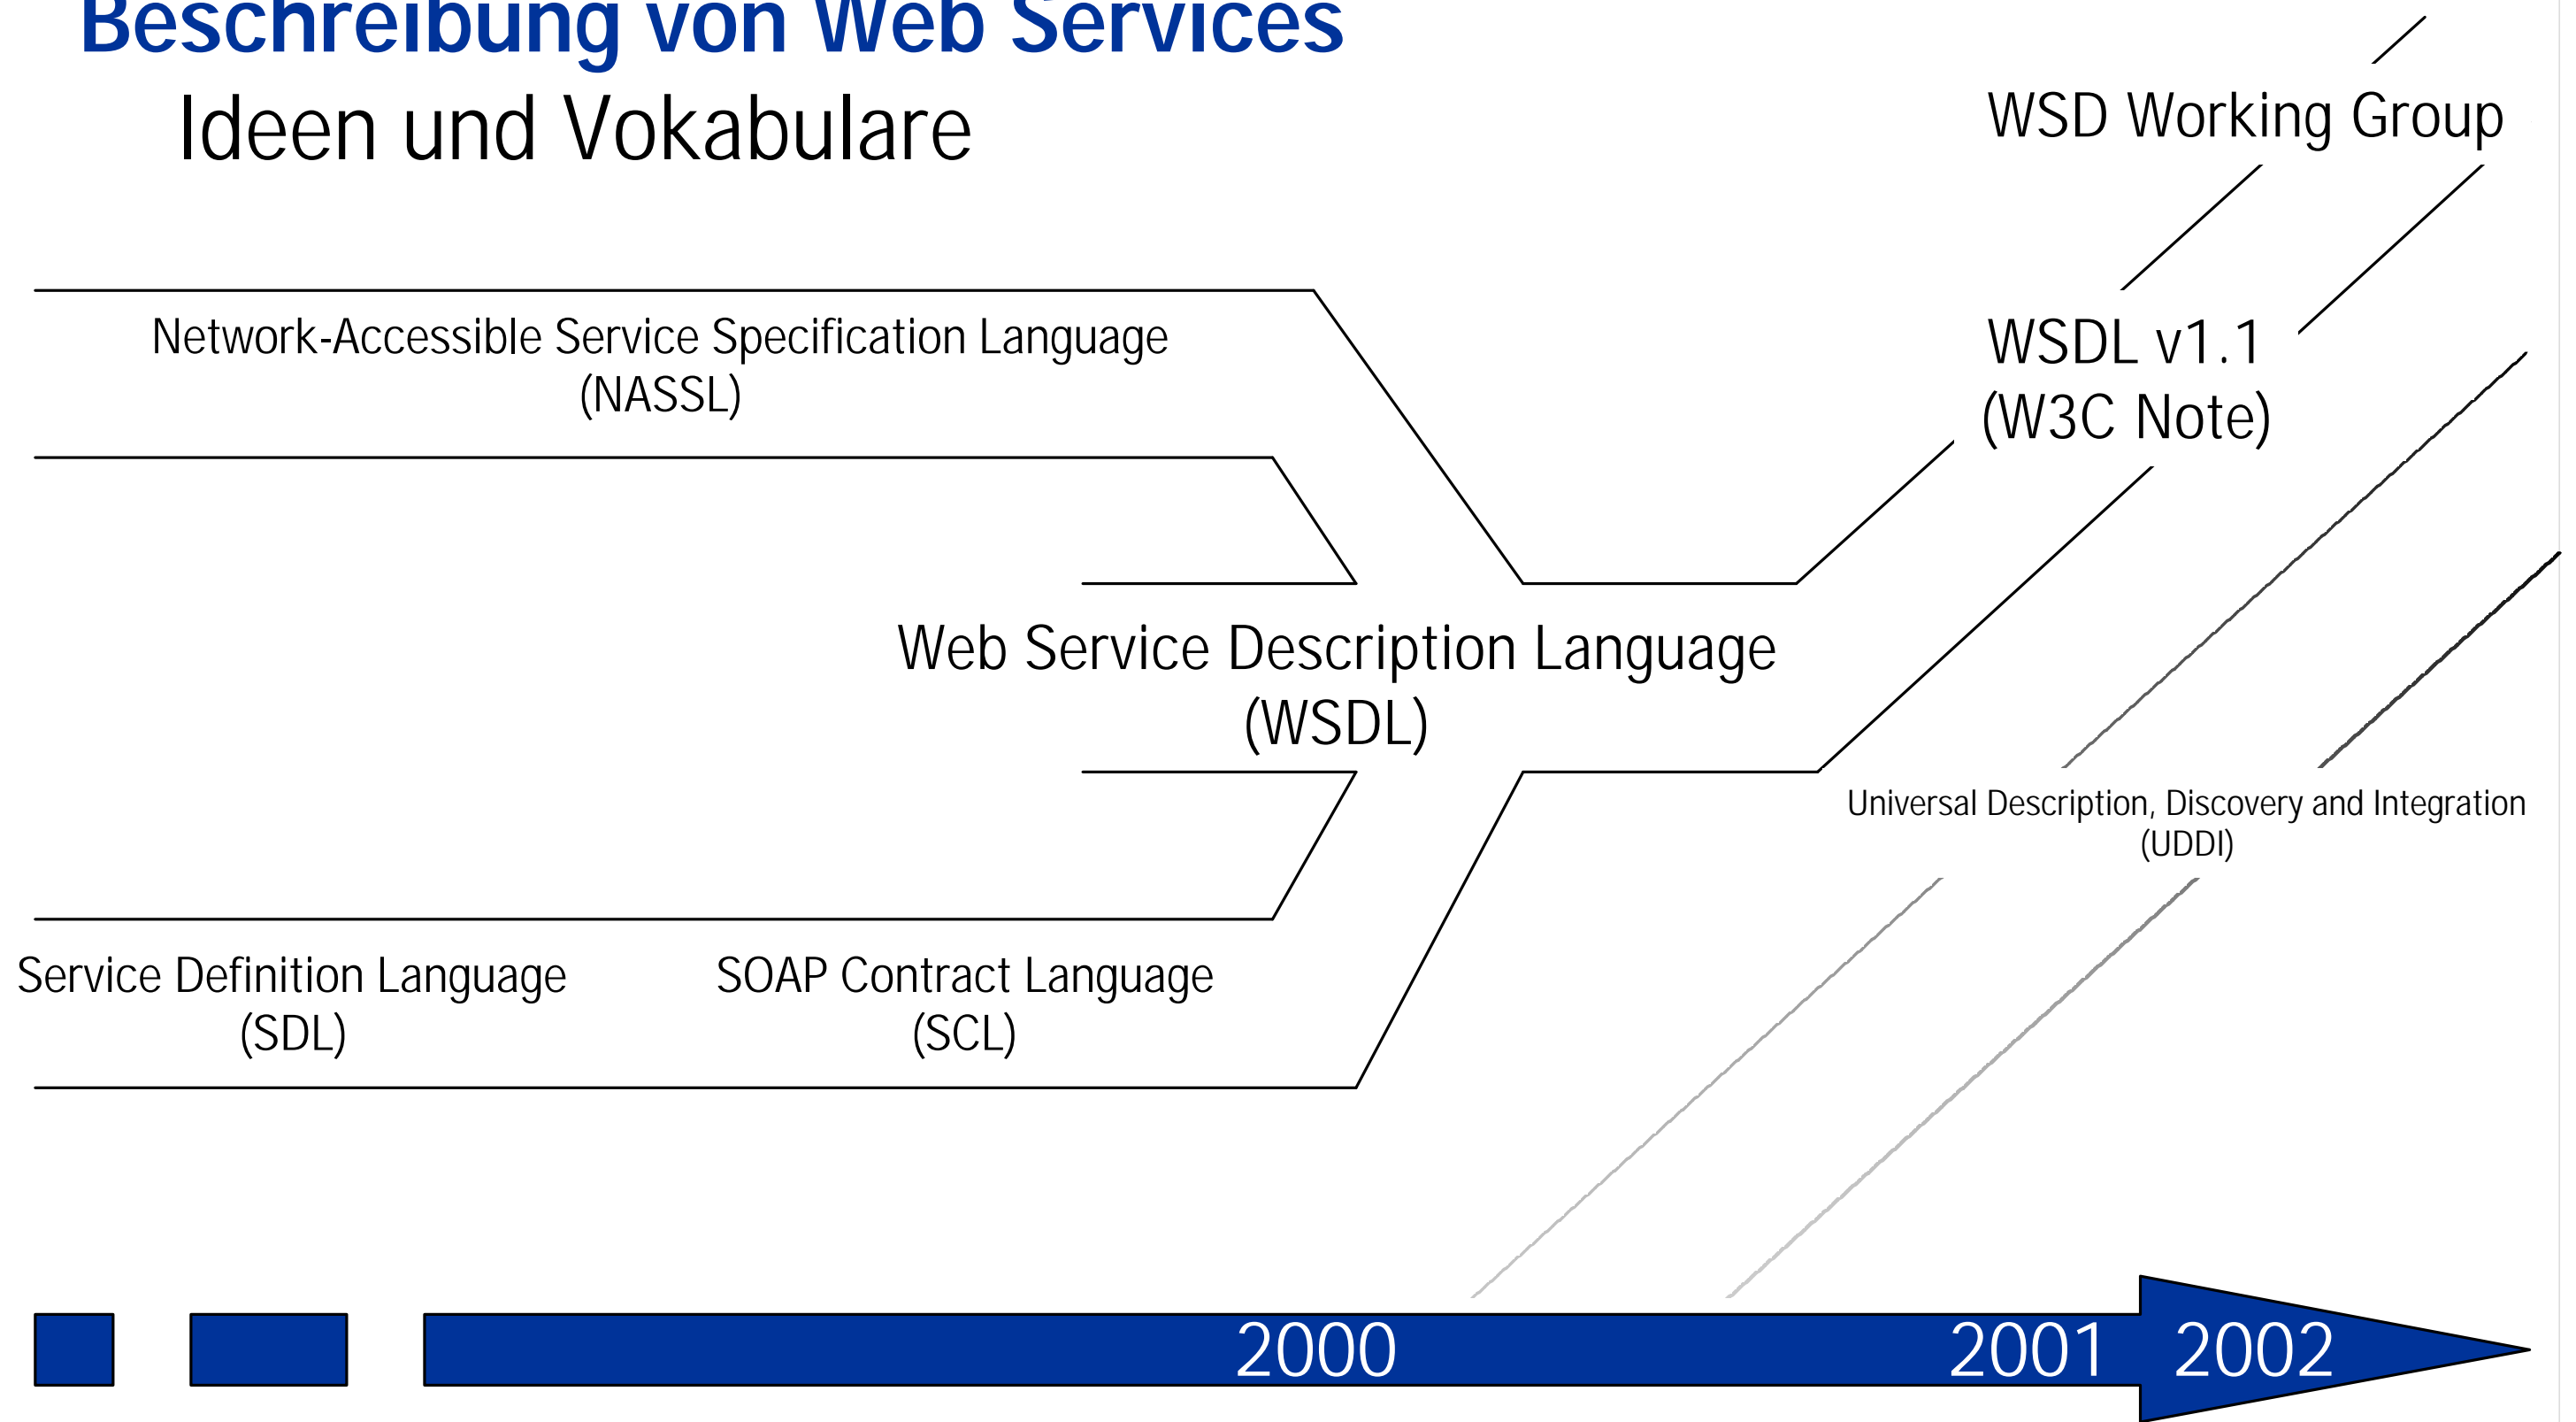 Beschreibung von Web Services
Ideen und Vokabulare
WSD Working Group
Network-Accessible Service Specification Language
(NASSL)
WSDL v1.1
(W3C Note)
Web Service Description Language
(WSDL)
Universal Description, Discovery and Integration
(UDDI)
Service Definition Language
(SDL)
SOAP Contract Language
(SCL)
2000 2001 2002